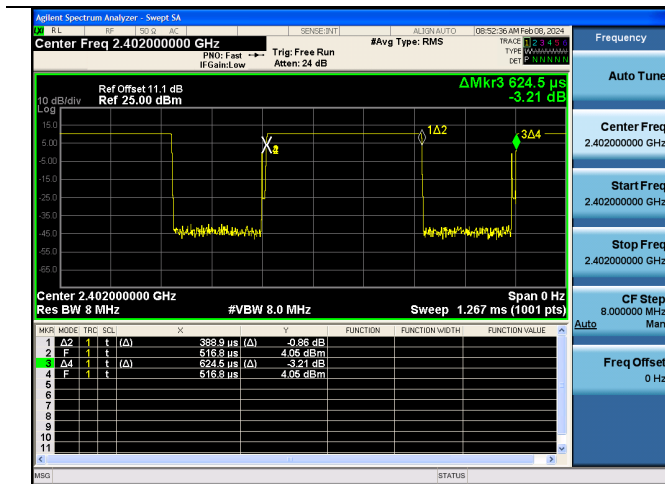 Agilent Spectrum Analyzer - Swept SA
RL RF 50 Ω AC SENSE:INT ALIGN AUTO 08:52:36 AM Feb 08, 2024
Center Freq 2.402000000 GHz
PNO: Fast
IFGain:Low
Trig: Free Run
Atten: 24 dB
#Avg Type: RMS
TRACE 1 2 3 4 5 6
TYPE
DET P N N N N N
Ref Offset 11.1 dB
10 dB/div Ref 25.00 dBm
Log
ΔMkr3 624.5 µs
-3.21 dB
15.0
5.00
-5.00
-15.0
-25.0
-35.0
-45.0
-55.0
-65.0
1Δ2
3Δ4
Center 2.402000000 GHz Span 0 Hz
Res BW 8 MHz #VBW 8.0 MHz Sweep 1.267 ms (1001 pts)
MKR MODE TRC SCL X Y FUNCTION FUNCTION WIDTH FUNCTION VALUE
1 Δ2 1 t (Δ) 388.9 µs (Δ) -0.86 dB
2 F 1 t 516.8 µs 4.05 dBm
3 Δ4 1 t (Δ) 624.5 µs (Δ) -3.21 dB
4 F 1 t 516.8 µs 4.05 dBm
5
6
7
8
9
10
11
MSG STATUS
Frequency
Auto Tune
Center Freq
2.402000000 GHz
Start Freq
2.402000000 GHz
Stop Freq
2.402000000 GHz
CF Step
8.000000 MHz
Auto Man
Freq Offset
0 Hz